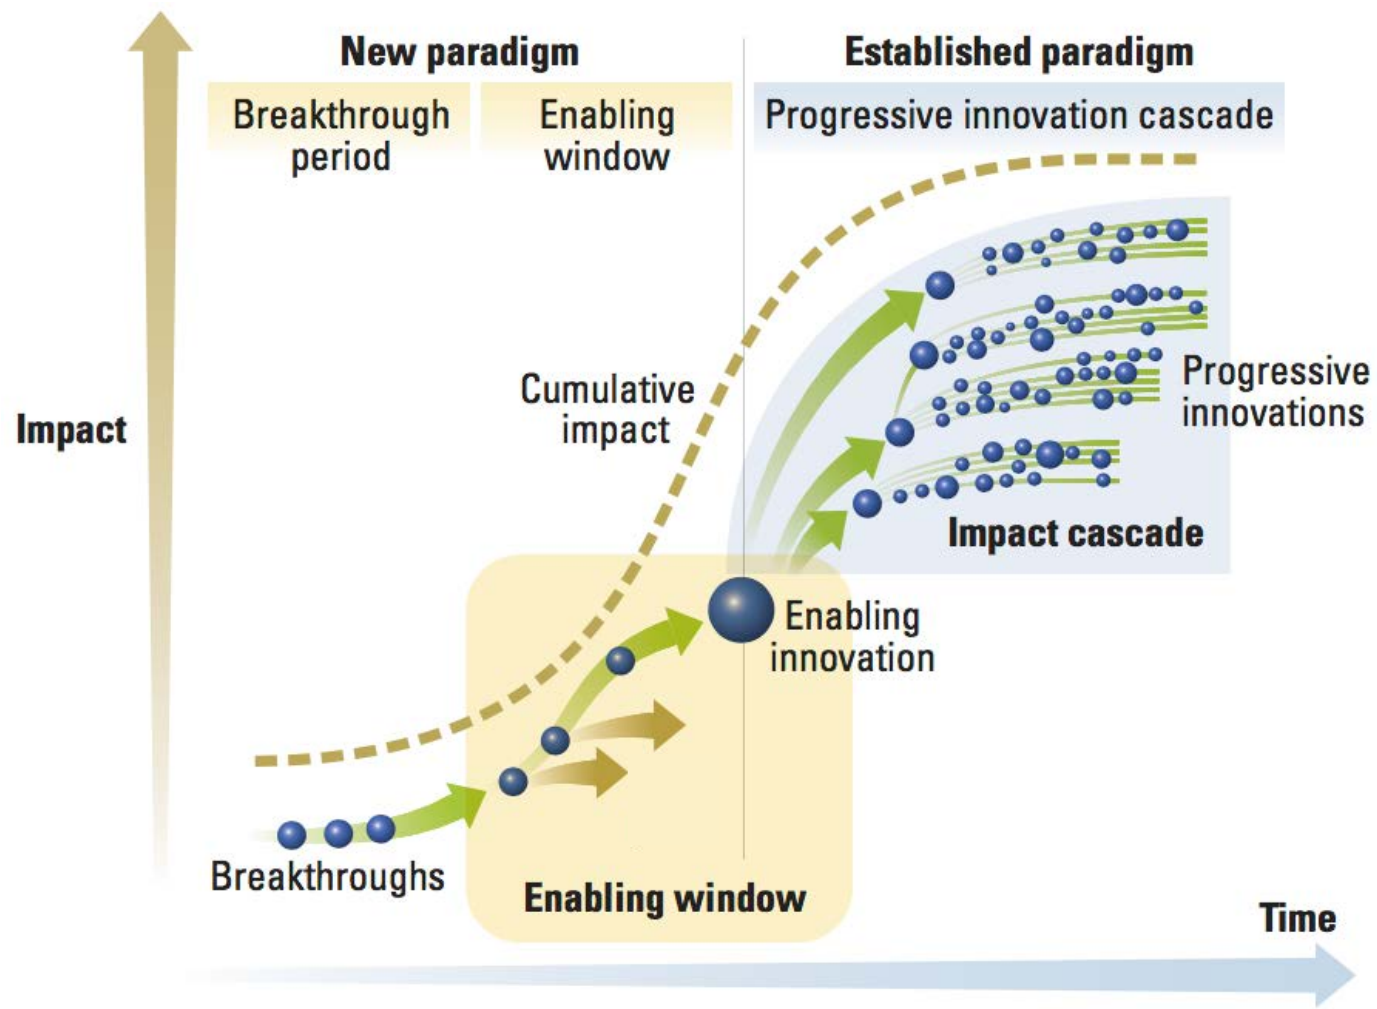 New paradigm
Established paradigm
Breakthrough
period
Enabling
window
Progressive innovation cascade
Cumulative
impact
Impact
Progressive
innovations
Impact cascade
Enabling
innovation
Breakthroughs
Enabling window
Time